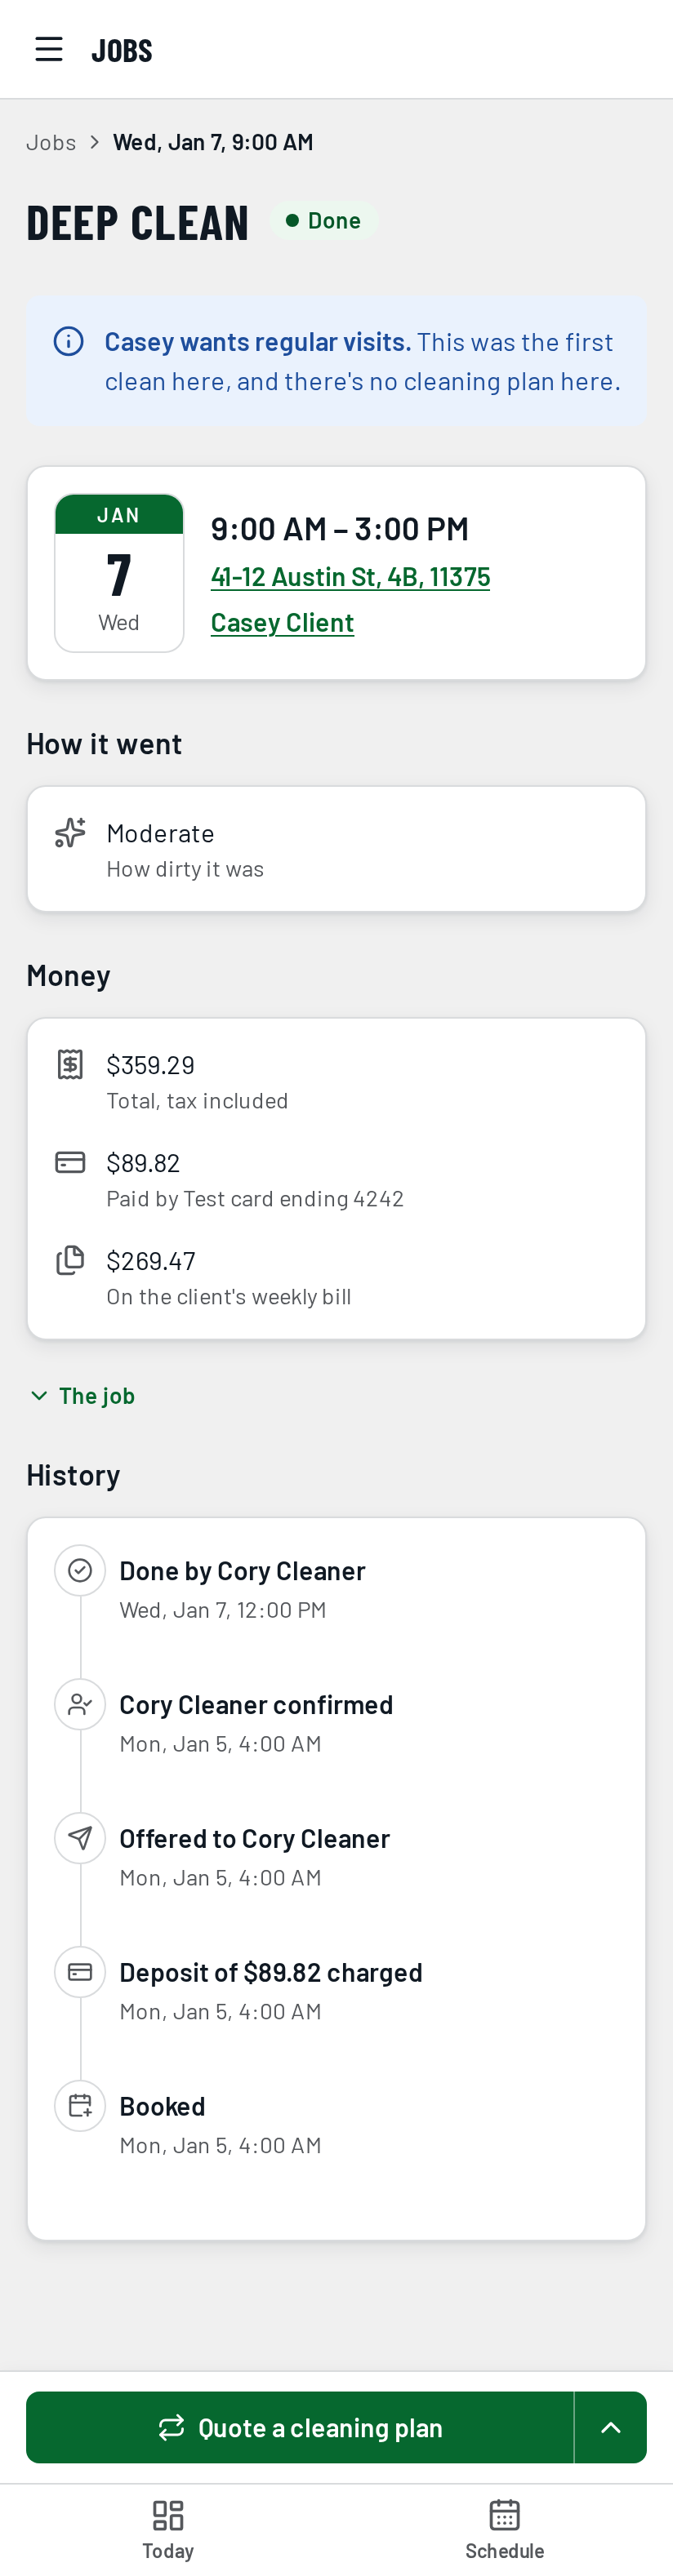 JOBS
Jobs > Wed, Jan 7, 9:00 AM
DEEP CLEAN
Done
Casey wants regular visits. This was the first
clean here, and there's no cleaning plan here.
JAN
7
Wed
9:00 AM – 3:00 PM
41-12 Austin St, 4B, 11375
Casey Client
How it went
Moderate
How dirty it was
Money
$359.29
Total, tax included
$89.82
Paid by Test card ending 4242
$269.47
On the client's weekly bill
The job
History
Done by Cory Cleaner
Wed, Jan 7, 12:00 PM
Cory Cleaner confirmed
Mon, Jan 5, 4:00 AM
Offered to Cory Cleaner
Mon, Jan 5, 4:00 AM
Deposit of $89.82 charged
Mon, Jan 5, 4:00 AM
Booked
Mon, Jan 5, 4:00 AM
Quote a cleaning plan
Today
Schedule